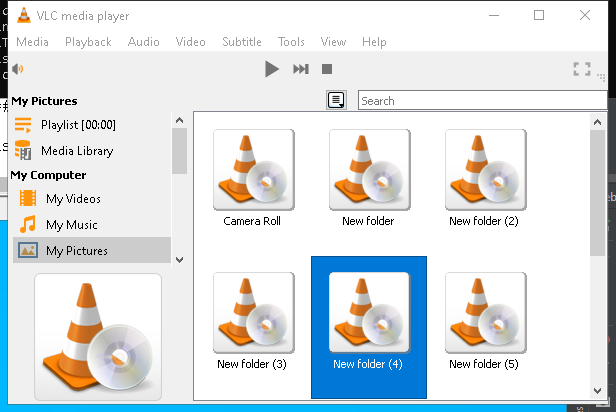 VLC media player
Media Playback Audio Video Subtitle Tools View Help
My Pictures
Search
Playlist [00:00]
Media Library
My Computer
My Videos
My Music
My Pictures
Camera Roll
New folder
New folder (2)
New folder (3)
New folder (4)
New folder (5)